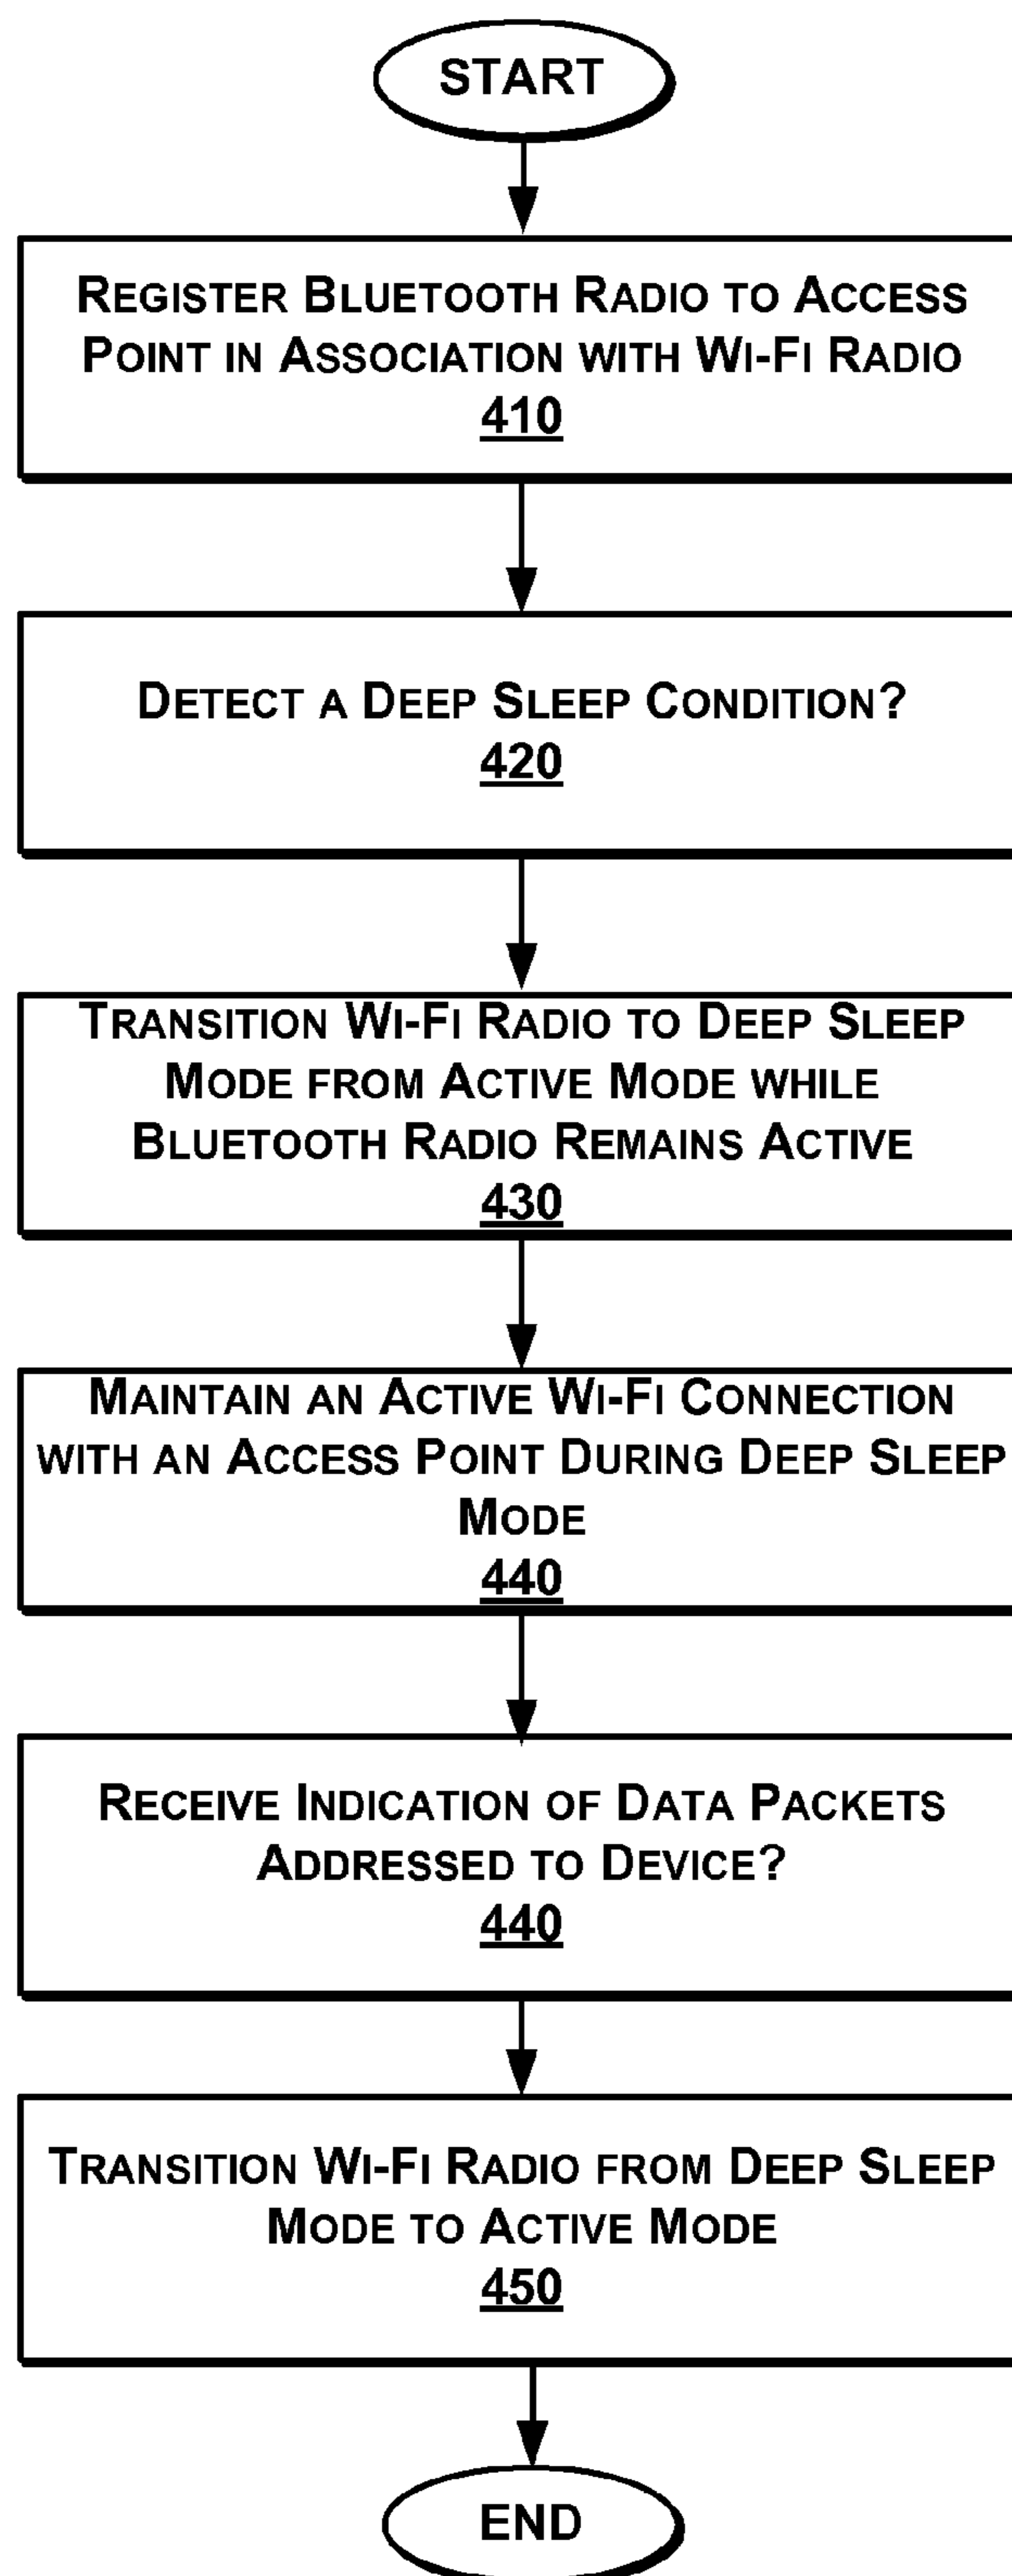 START
REGISTER BLUETOOTH RADIO TO ACCESS
POINT IN ASSOCIATION WITH WI-FI RADIO
410
DETECT A DEEP SLEEP CONDITION?
420
TRANSITION WI-FI RADIO TO DEEP SLEEP
MODE FROM ACTIVE MODE WHILE
BLUETOOTH RADIO REMAINS ACTIVE
430
MAINTAIN AN ACTIVE WI-FI CONNECTION
WITH AN ACCESS POINT DURING DEEP SLEEP
MODE
440
RECEIVE INDICATION OF DATA PACKETS
ADDRESSED TO DEVICE?
440
TRANSITION WI-FI RADIO FROM DEEP SLEEP
MODE TO ACTIVE MODE
450
END